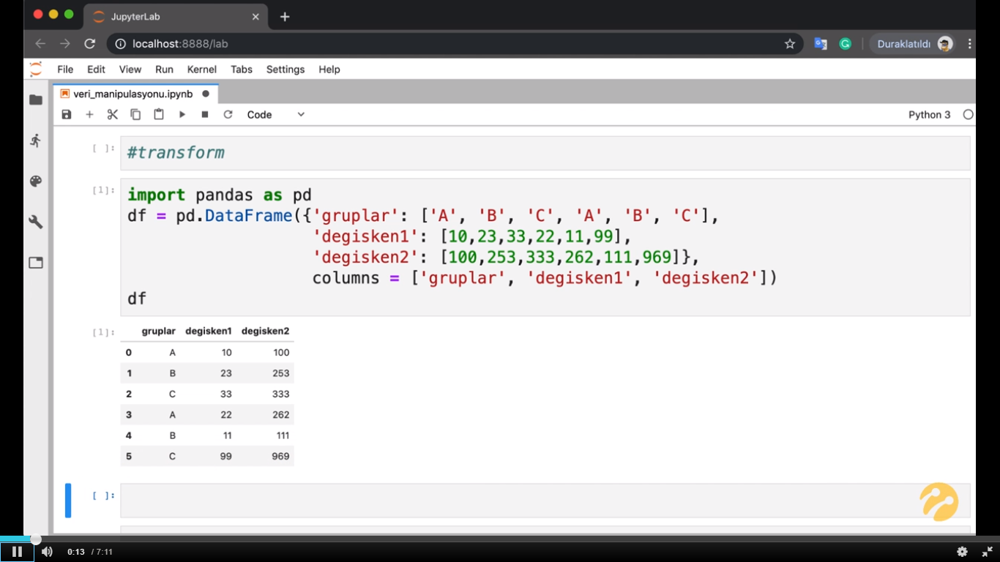 JupyterLab
localhost:8888/lab
Duraklatıldı
File Edit View Run Kernel Tabs Settings Help
veri_manipulasyonu.ipynb
Code
Python 3
[ ]: #transform
[1]: import pandas as pd
df = pd.DataFrame({'gruplar': ['A', 'B', 'C', 'A', 'B', 'C'],
'degisken1': [10,23,33,22,11,99],
'degisken2': [100,253,333,262,111,969]},
columns = ['gruplar', 'degisken1', 'degisken2'])
df
[1]: gruplar degisken1 degisken2
0 A 10 100
1 B 23 253
2 C 33 333
3 A 22 262
4 B 11 111
5 C 99 969
[ ]:
0:13 / 7:11